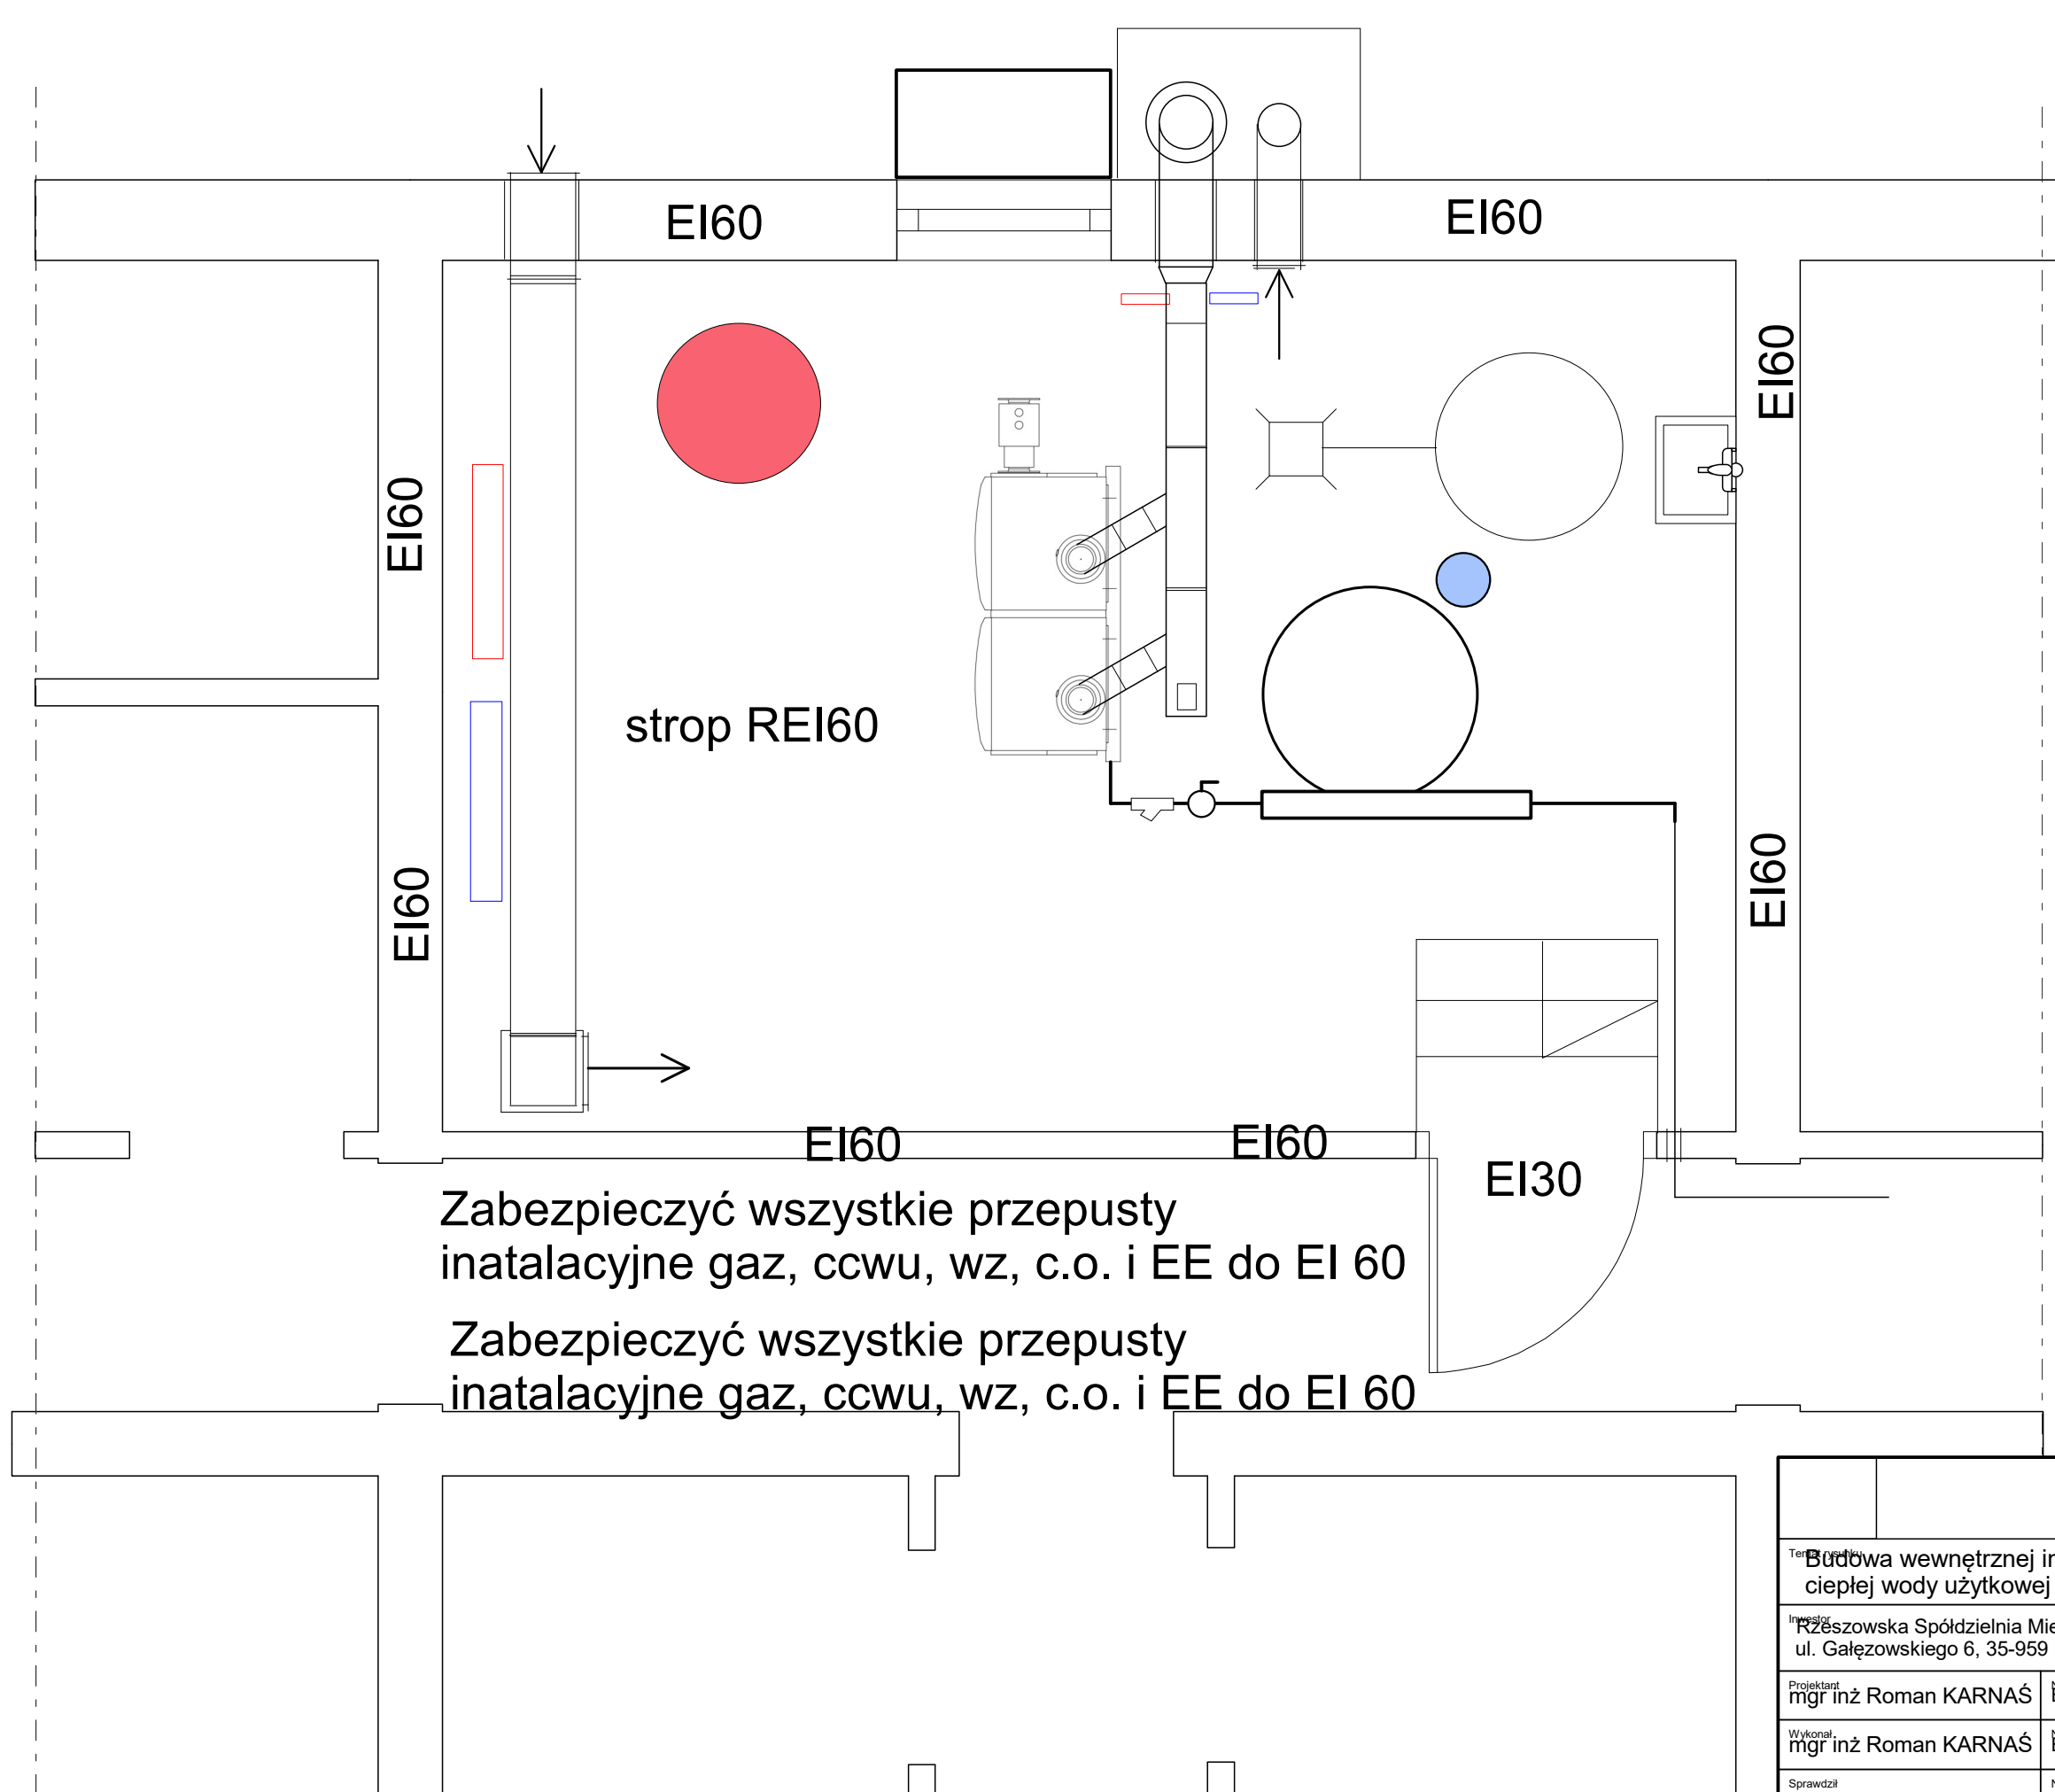 EI60
EI60
EI60
EI60
strop REI60
EI60
EI60
EI60
EI60
EI30
Zabezpieczyć wszystkie przepusty
inatalacyjne gaz, ccwu, wz, c.o. i EE do EI 60
Zabezpieczyć wszystkie przepusty
inatalacyjne gaz, ccwu, wz, c.o. i EE do EI 60
Temat rysunku
Budowa wewnętrznej
ciepłej wody użytkowej
Inwestor
Rzeszowska Spółdzielnia
ul. Gałęzowskiego 6, 35-959
Projektant
mgr inż Roman KARNAŚ
Wykonał
mgr inż Roman KARNAŚ
Sprawdził